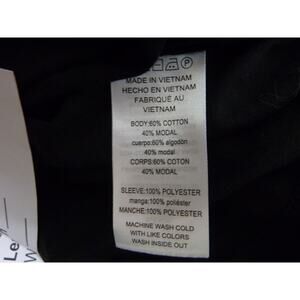 MADE IN VIETNAM
HECHO EN VIETNAM
FABRIQUÉ AU
VIETNAM
BODY:60% COTTON
40% MODAL
cuerpo:60% algodón
40% modal
CORPS:60% COTON
40% MODAL
SLEEVE:100% POLYESTER
manga:100% poliéster
MANCHE:100% POLYESTER
MACHINE WASH COLD
WITH LIKE COLORS
WASH INSIDE OUT
Le
W